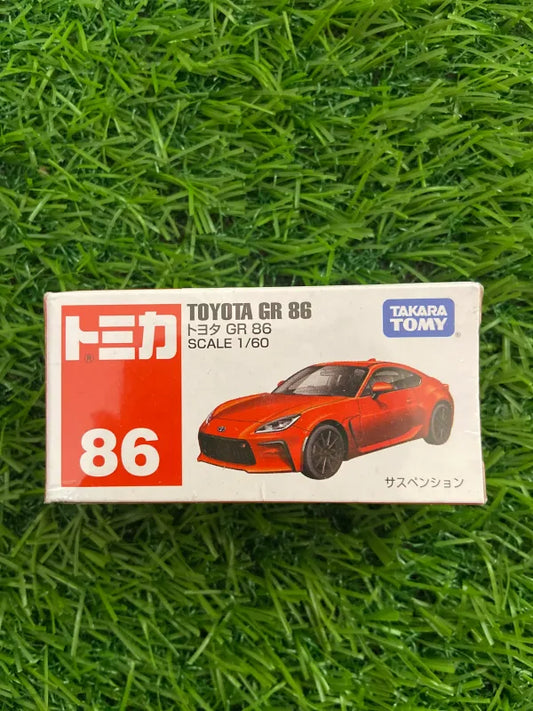 トミカ®
86
TOYOTA GR 86
トヨタ GR 86
SCALE 1/60
TAKARA
TOMY®
サスペンション